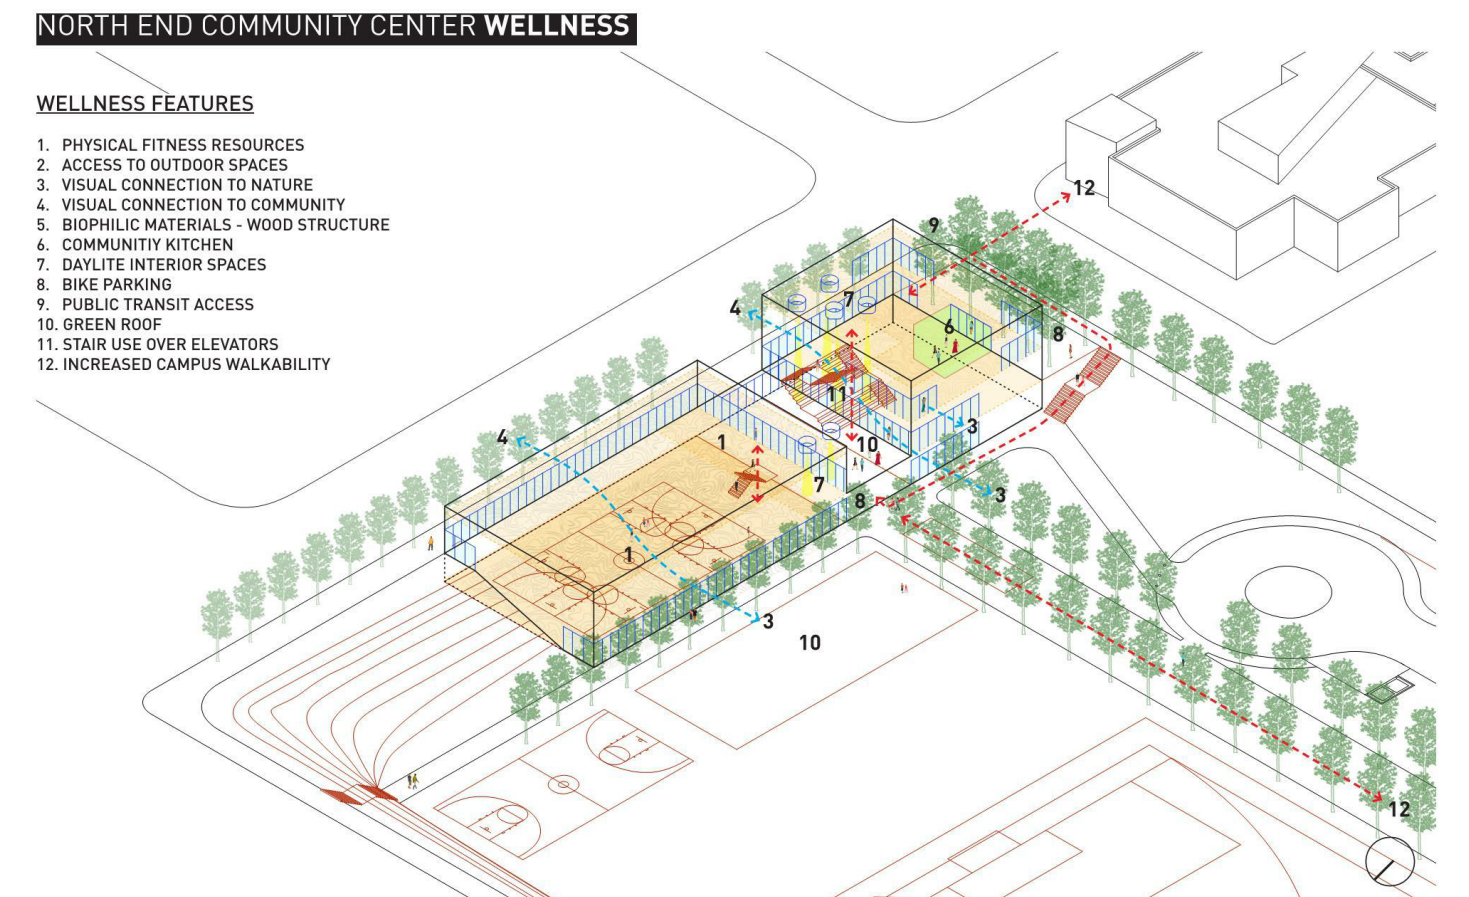 NORTH END COMMUNITY CENTER WELLNESS
WELLNESS FEATURES
1. PHYSICAL FITNESS RESOURCES
2. ACCESS TO OUTDOOR SPACES
3. VISUAL CONNECTION TO NATURE
4. VISUAL CONNECTION TO COMMUNITY
5. BIOPHILIC MATERIALS - WOOD STRUCTURE
6. COMMUNITIY KITCHEN
7. DAYLITE INTERIOR SPACES
8. BIKE PARKING
9. PUBLIC TRANSIT ACCESS
10. GREEN ROOF
11. STAIR USE OVER ELEVATORS
12. INCREASED CAMPUS WALKABILITY
12
9
7
4
6
8
11
3
4
1
10
7
3
8
1
3
10
12